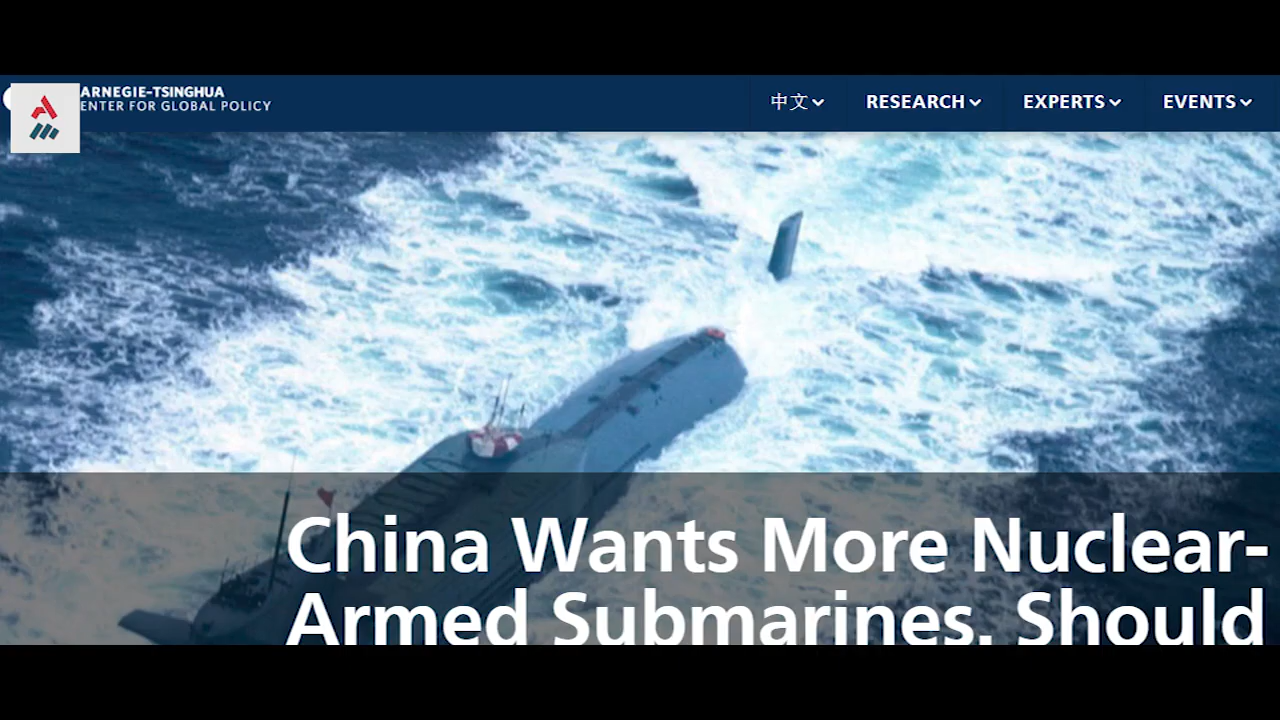 ARNEGIE-TSINGHUA
ENTER FOR GLOBAL POLICY
中文
RESEARCH
EXPERTS
EVENTS
China Wants More Nuclear-
Armed Submarines. Should